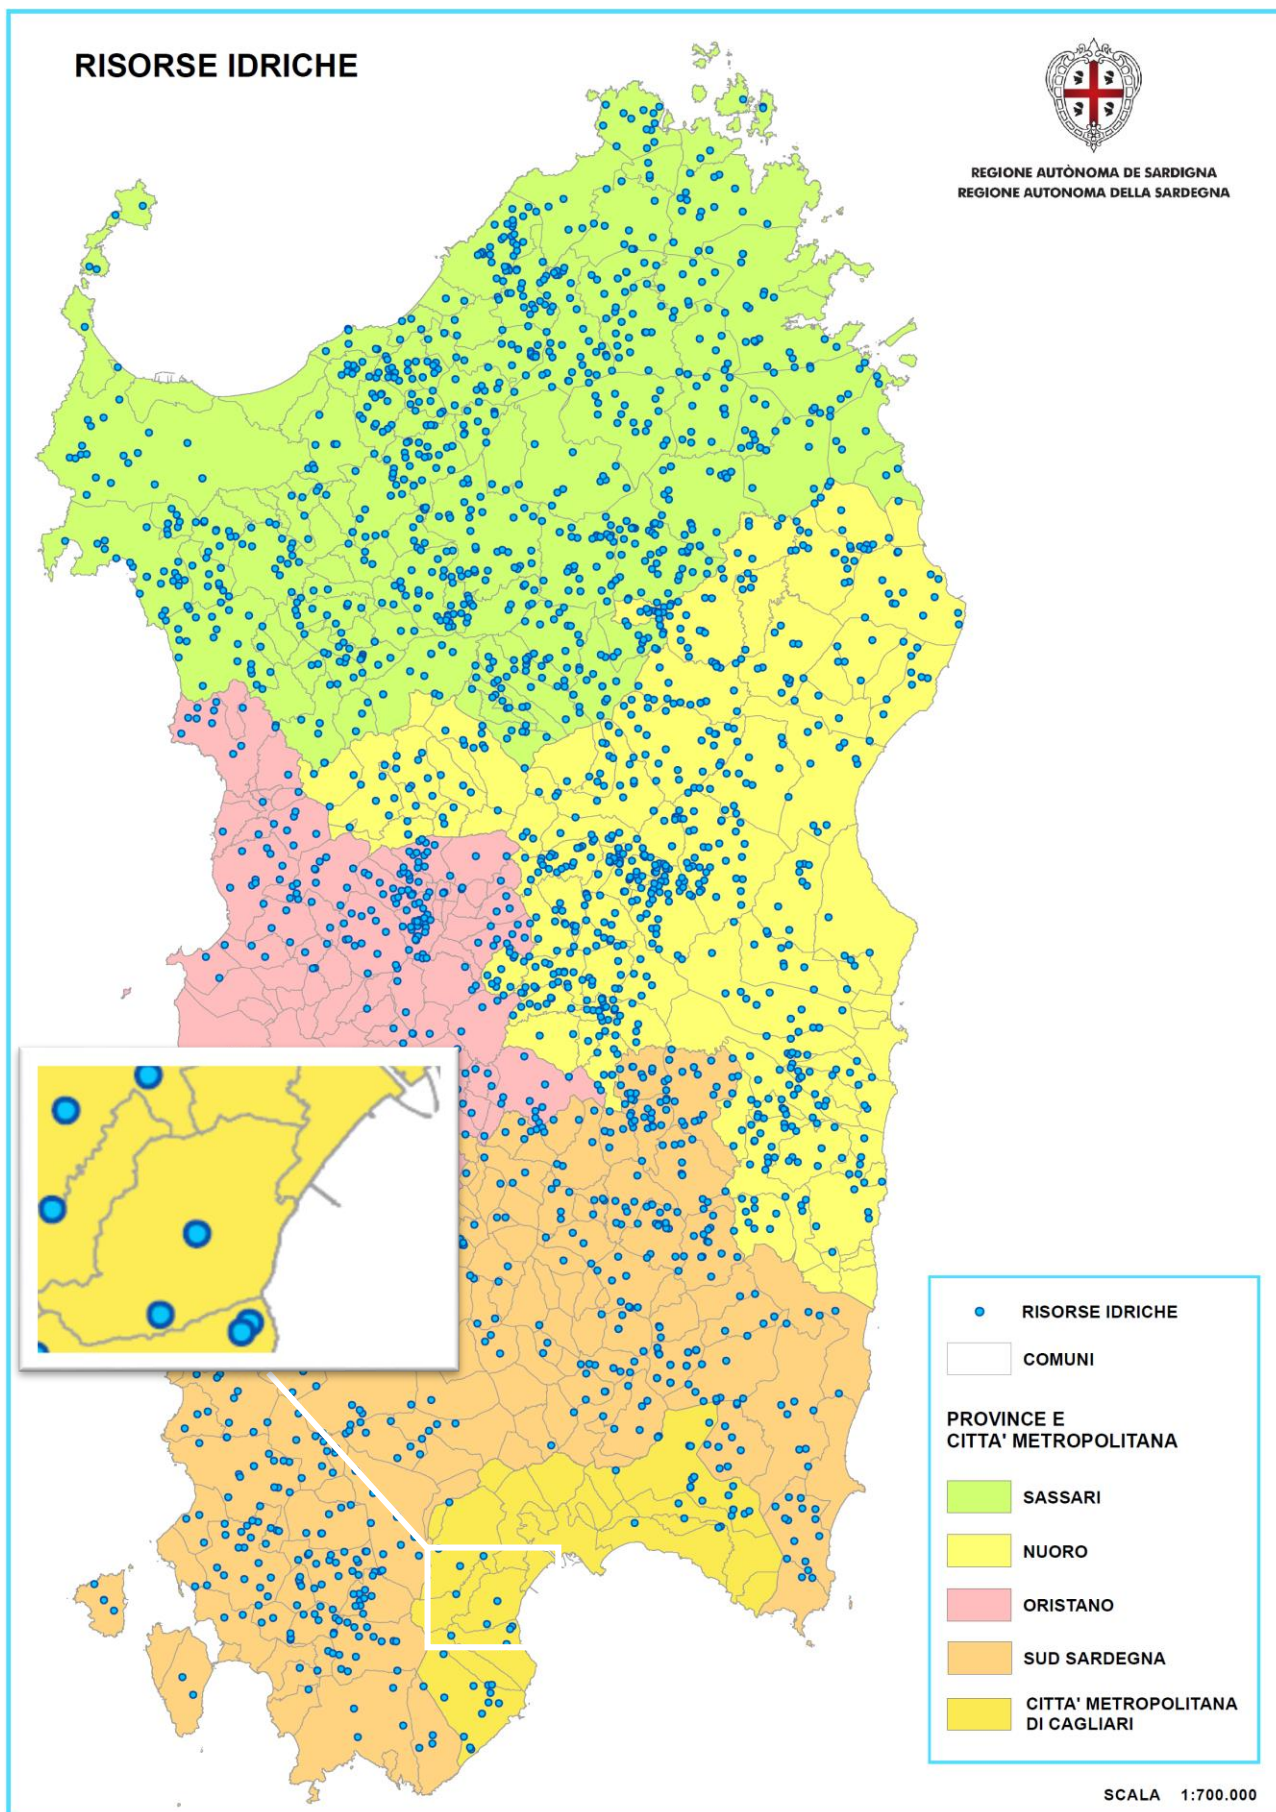 RISORSE IDRICHE
REGIONE AUTÒNOMA DE SARDIGNA
REGIONE AUTONOMA DELLA SARDEGNA
RISORSE IDRICHE
COMUNI
PROVINCE E
CITTA' METROPOLITANA
SASSARI
NUORO
ORISTANO
SUD SARDEGNA
CITTA' METROPOLITANA
DI CAGLIARI
SCALA 1:700.000